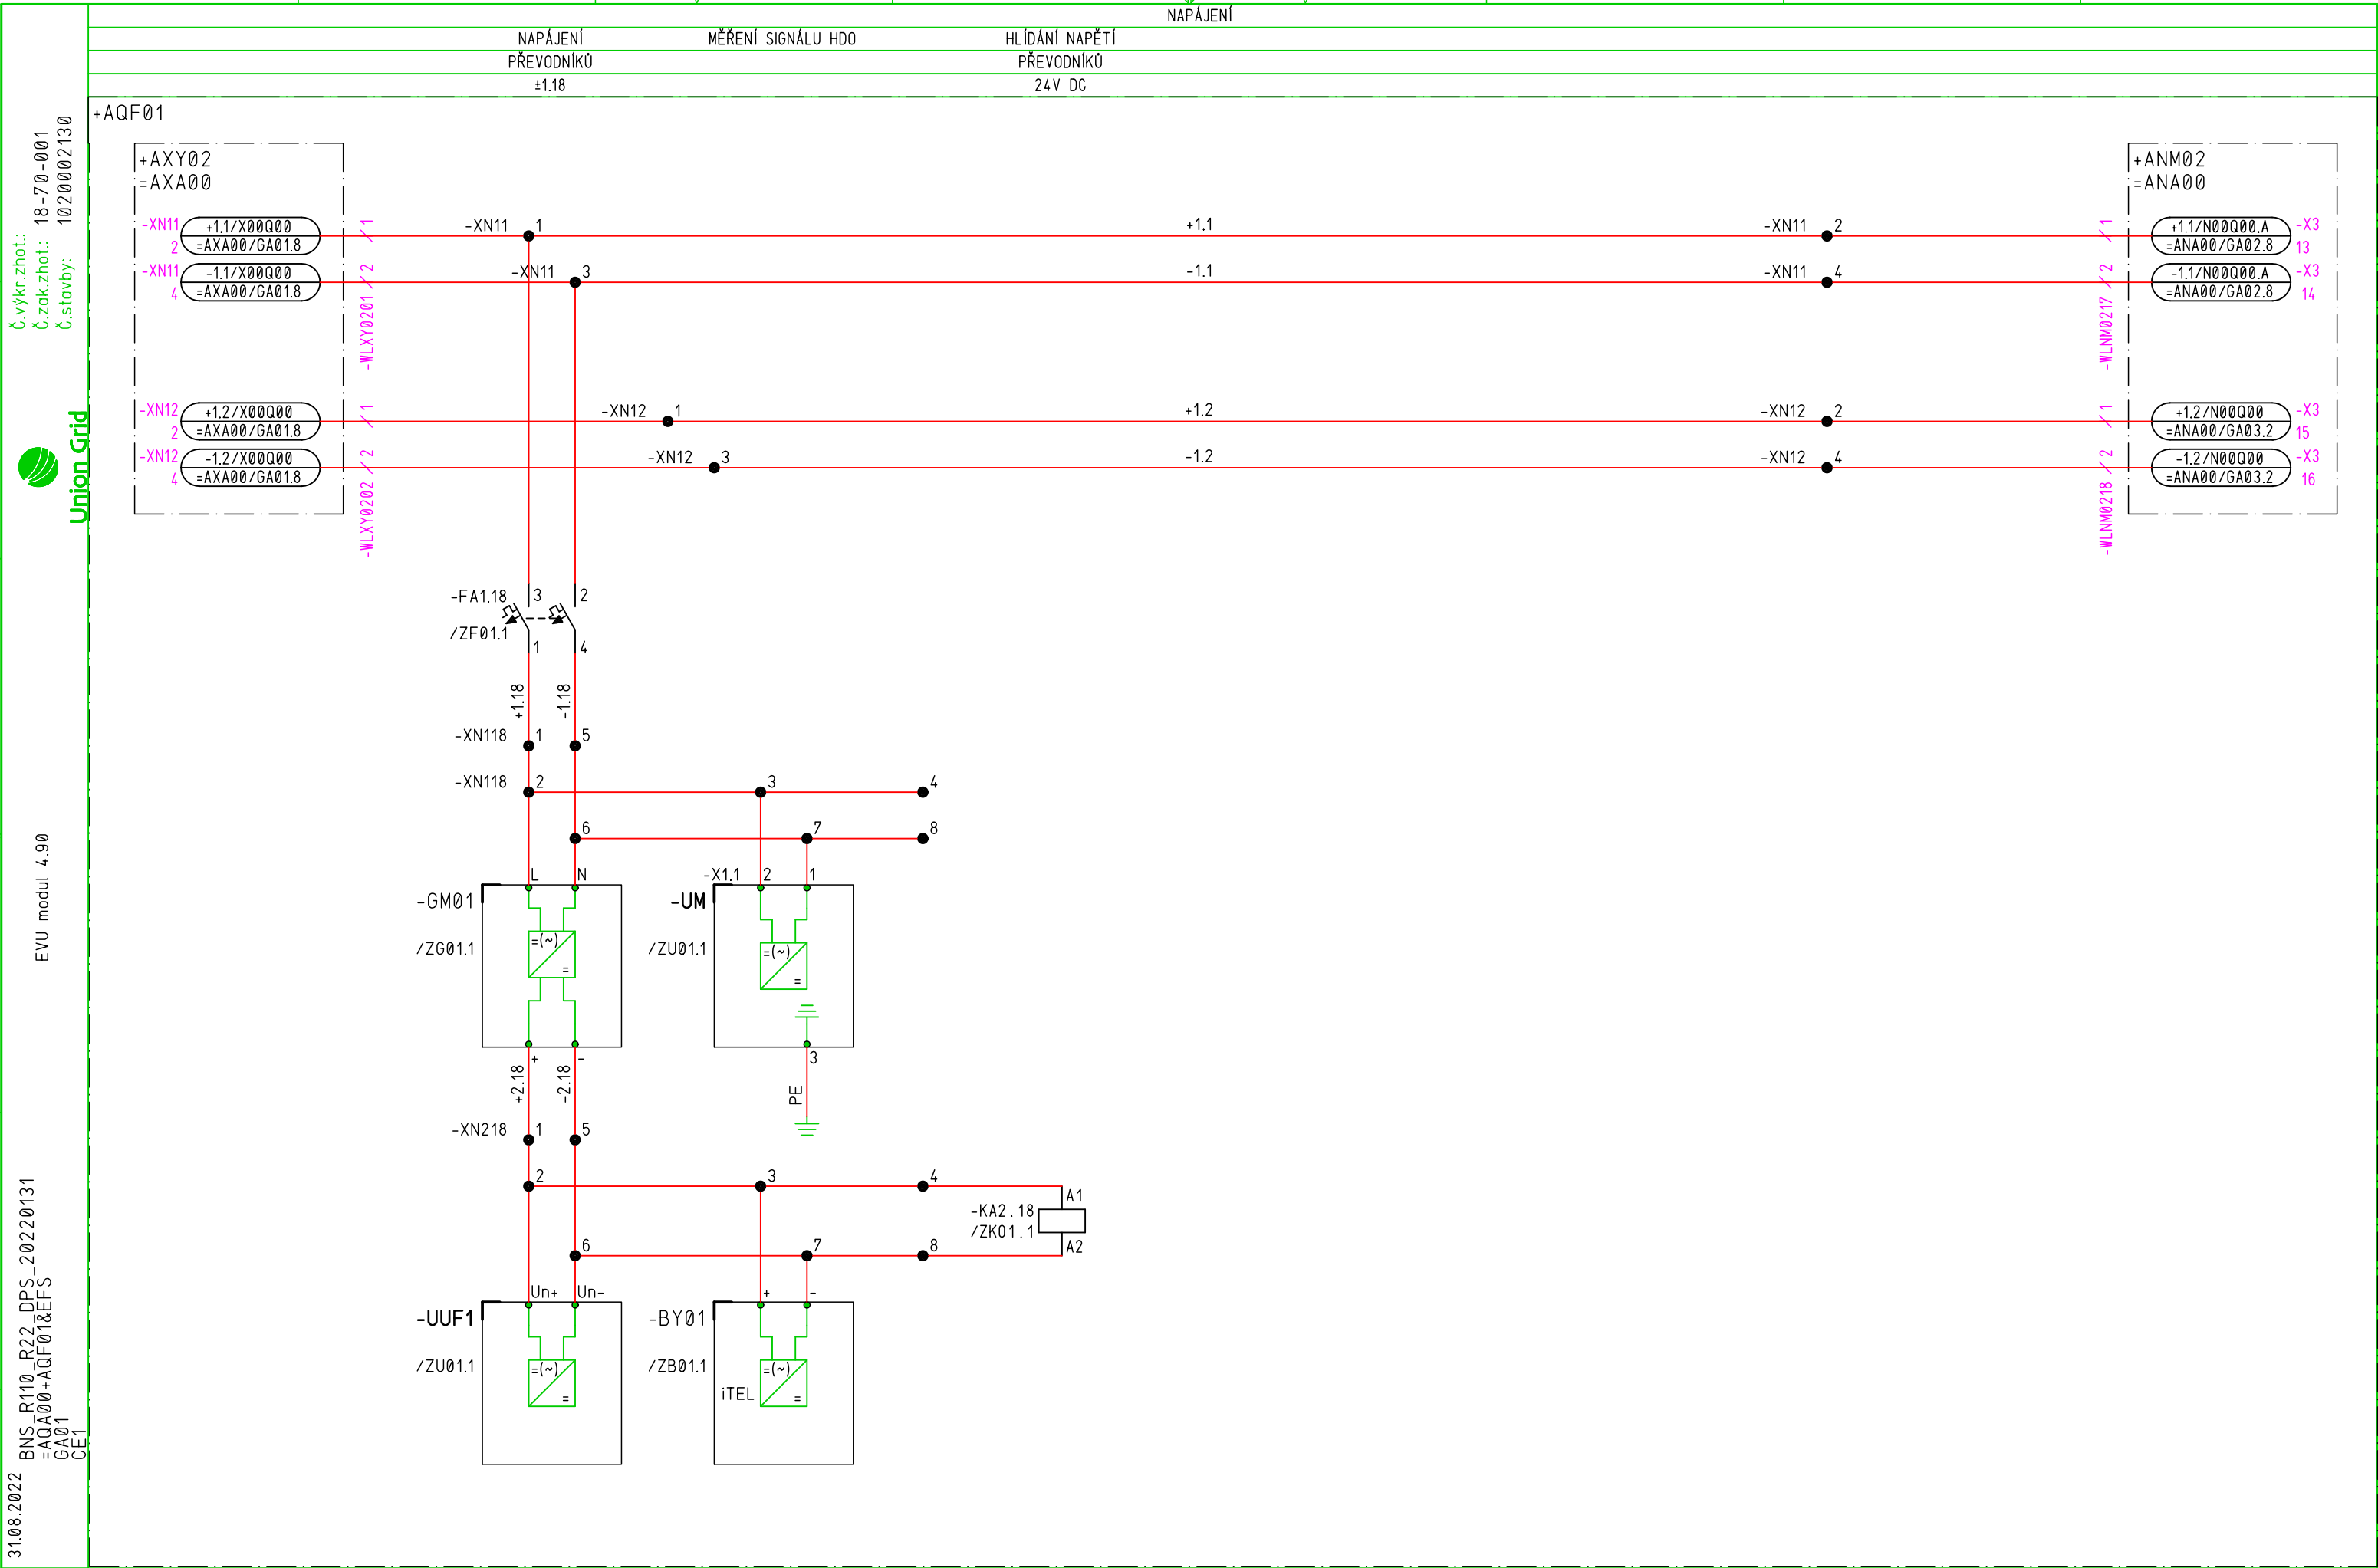 NAPÁJENÍ
NAPÁJENÍ MĚŘENÍ SIGNÁLU HDO HLÍDÁNÍ NAPĚTÍ
PŘEVODNÍKŮ PŘEVODNÍKŮ
±1.18 24V DC
+AQF01
+AXY02
=AXA00
+ANM02
=ANA00
-XN11 +1.1/X00Q00 1 -XN11 1 +1.1 -XN11 2 1 +1.1/N00Q00.A -X3
2 =AXA00/GA01.8 =ANA00/GA02.8 13
-XN11 -1.1/X00Q00 2 -XN11 3 -1.1 -XN11 4 2 -1.1/N00Q00.A -X3
4 =AXA00/GA01.8 =ANA00/GA02.8 14
-WLXY0201
-WLNM0217
-XN12 +1.2/X00Q00 1 -XN12 1 +1.2 -XN12 2 1 +1.2/N00Q00 -X3
2 =AXA00/GA01.8 =ANA00/GA03.2 15
-XN12 -1.2/X00Q00 2 -XN12 3 -1.2 -XN12 4 2 -1.2/N00Q00 -X3
4 =AXA00/GA01.8 =ANA00/GA03.2 16
-WLXY0202
-WLNM0218
-FA1.18 3 2
/ZF01.1
1 4
+1.18 -1.18
-XN118 1 5
-XN118 2 3 4
6 7 8
L N -X1.1 2 1
-GM01 -UM
=(~) =(~)
/ZG01.1 /ZU01.1
= =
+ - 3
+2.18 -2.18 PE
-XN218 1 5
2 3 4 A1
-KA2.18
/ZK01.1
6 7 8 A2
Un+ Un- + -
-UUF1 -BY01
/ZU01.1 =(~) /ZB01.1 =(~)
= iTEL =
Č.výkr.zhot.:
Č.zak.zhot.: 18-70-001
Č.stavby: 1020002130
Union Grid
EVU modul 4.90
BNS_R110_R22_DPS_20220131
=AQA00+AQF01&EFS
GA01
CE1
31.08.2022